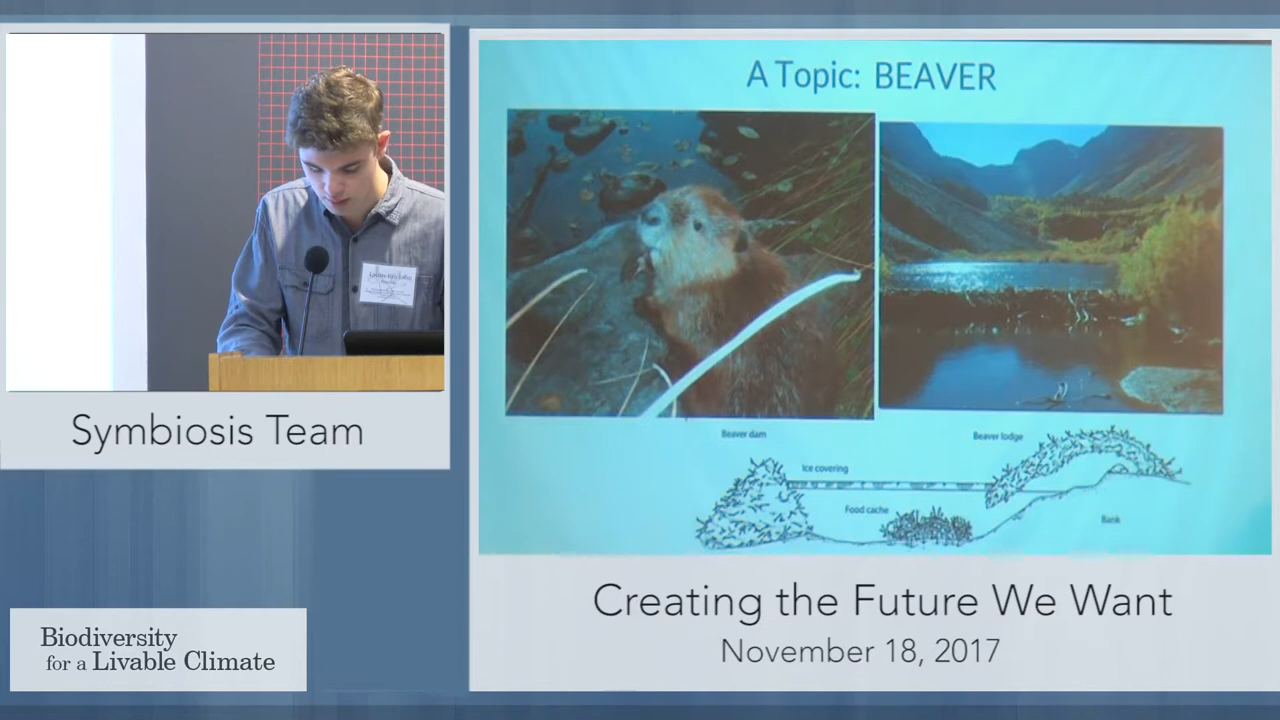 A Topic: BEAVER
Beaver dam
Beaver lodge
Ice covering
Food cache
Bank
Symbiosis Team
Creating the Future We Want
November 18, 2017
Biodiversity
for a Livable Climate